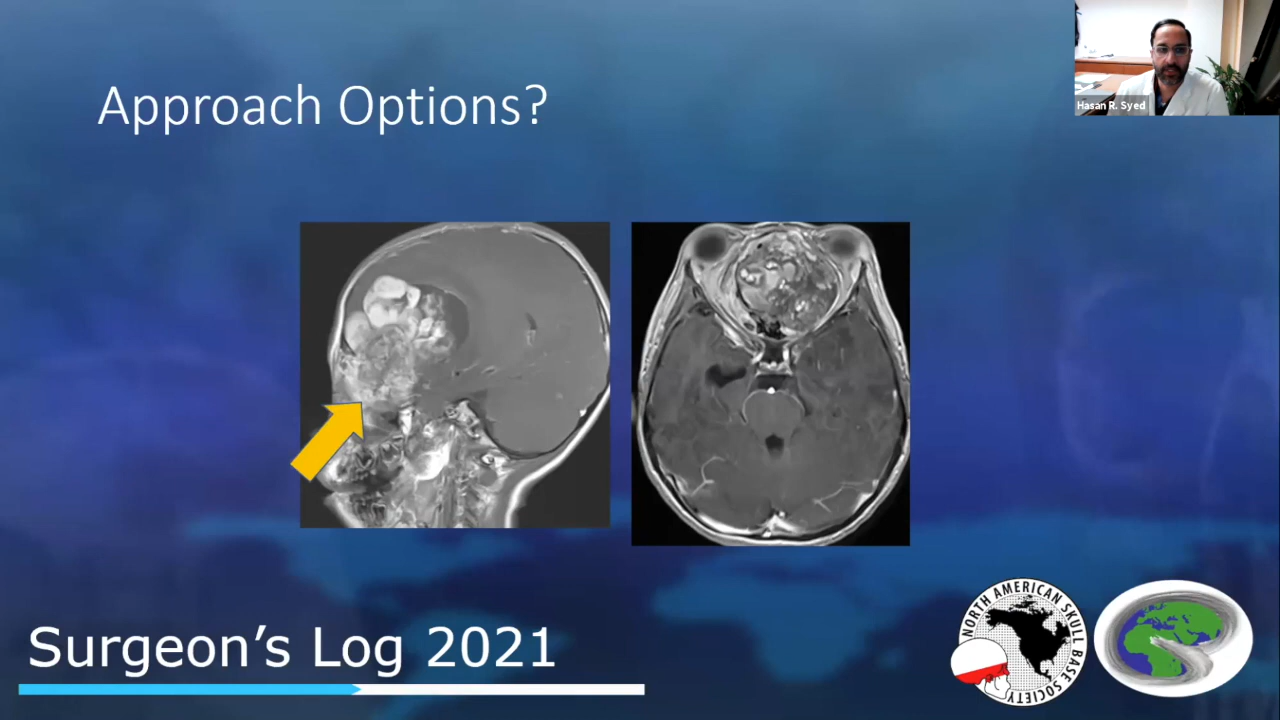 Approach Options?
Hasan R. Syed
Surgeon's Log 2021
NORTH AMERICAN SKULL BASE SOCIETY